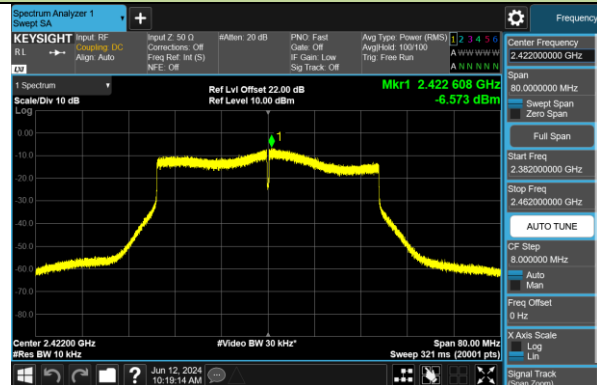 Spectrum Analyzer 1
Swept SA
Frequency
KEYSIGHT
RL
LXI
Input: RF
Coupling: DC
Align: Auto
Input Z: 50 Ω
Corrections: Off
Freq Ref: Int (S)
NFE: Off
#Atten: 20 dB
PNO: Fast
Gate: Off
IF Gain: Low
Sig Track: Off
Avg Type: Power (RMS)
Avg|Hold: 100/100
Trig: Free Run
1 2 3 4 5 6
A W W W W W
A N N N N N
1 Spectrum
Scale/Div 10 dB
Log
Ref Lvl Offset 22.00 dB
Ref Level 10.00 dBm
Mkr1 2.422 608 GHz
-6.573 dBm
1
0.00
-10.0
-20.0
-30.0
-40.0
-50.0
-60.0
-70.0
-80.0
Center 2.42200 GHz
#Res BW 10 kHz
#Video BW 30 kHz*
Span 80.00 MHz
Sweep 321 ms (20001 pts)
Center Frequency
2.422000000 GHz
Span
80.0000000 MHz
Swept Span
Zero Span
Full Span
Start Freq
2.382000000 GHz
Stop Freq
2.462000000 GHz
AUTO TUNE
CF Step
8.000000 MHz
Auto
Man
Freq Offset
0 Hz
X Axis Scale
Log
Lin
Signal Track
(Span Zoom)
Jun 12, 2024
10:19:14 AM